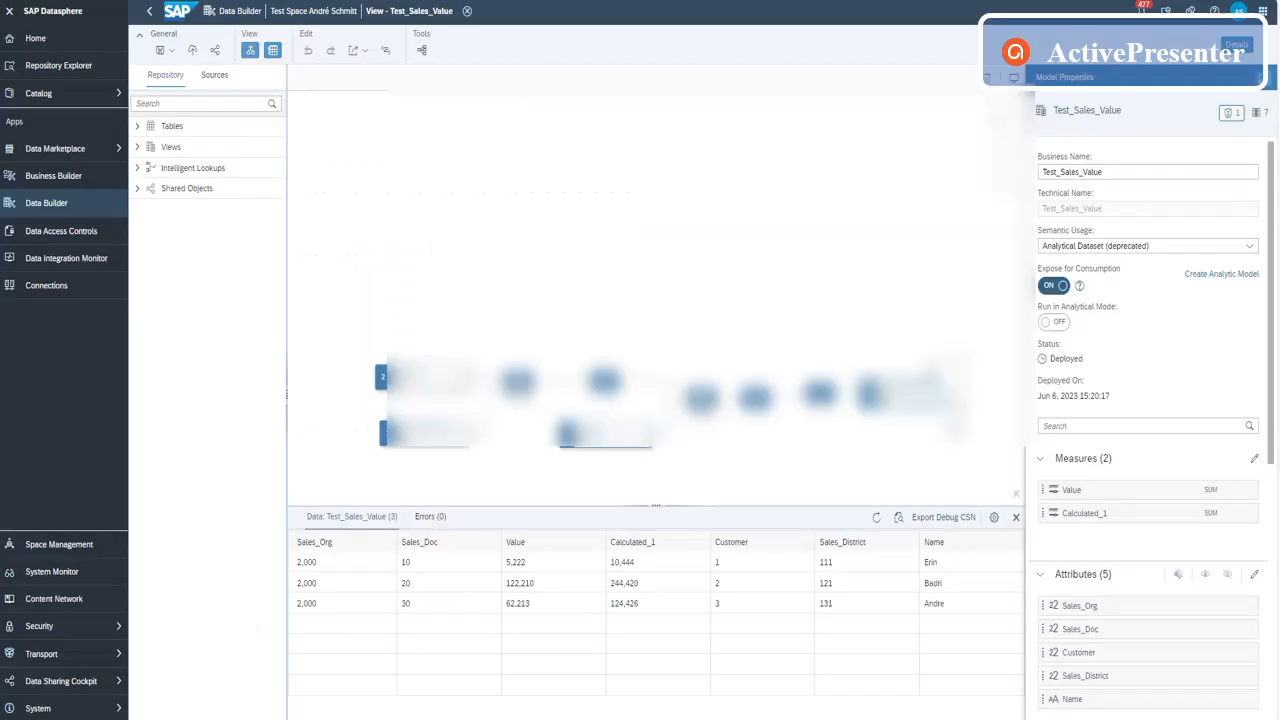 SAP Datasphere
SAP
Data Builder
Test Space André Schmitt
View - Test_Sales_Value
477
AS
Home
Repository Explorer
Catalog
Apps
Data Marketplace
Business Builder
Data Builder
Data Access Controls
Data Integration Monitor
Connections
Space Management
System Monitor
Content Network
Security
Transport
Data Sharing Cockpit
System
General
View
Edit
Tools
Details
ActivePresenter
Repository
Sources
Search
Tables
Views
Intelligent Lookups
Shared Objects
2
Data: Test_Sales_Value (3)
Errors (0)
Export Debug CSN
Sales_Org Sales_Doc Value Calculated_1 Customer Sales_District Name
2,000 10 5,222 10,444 1 111 Erin
2,000 20 122,210 244,420 2 121 Badri
2,000 30 62,213 124,426 3 131 Andre
Model Properties
Test_Sales_Value
1
7
Business Name:
Test_Sales_Value
Technical Name:
Test_Sales_Value
Semantic Usage:
Analytical Dataset (deprecated)
Expose for Consumption
Create Analytic Model
ON
Run in Analytical Mode:
OFF
Status:
Deployed
Deployed On:
Jun 6, 2023 15:20:17
Search
Measures (2)
Value SUM
Calculated_1 SUM
Attributes (5)
Sales_Org
Sales_Doc
Customer
Sales_District
Name